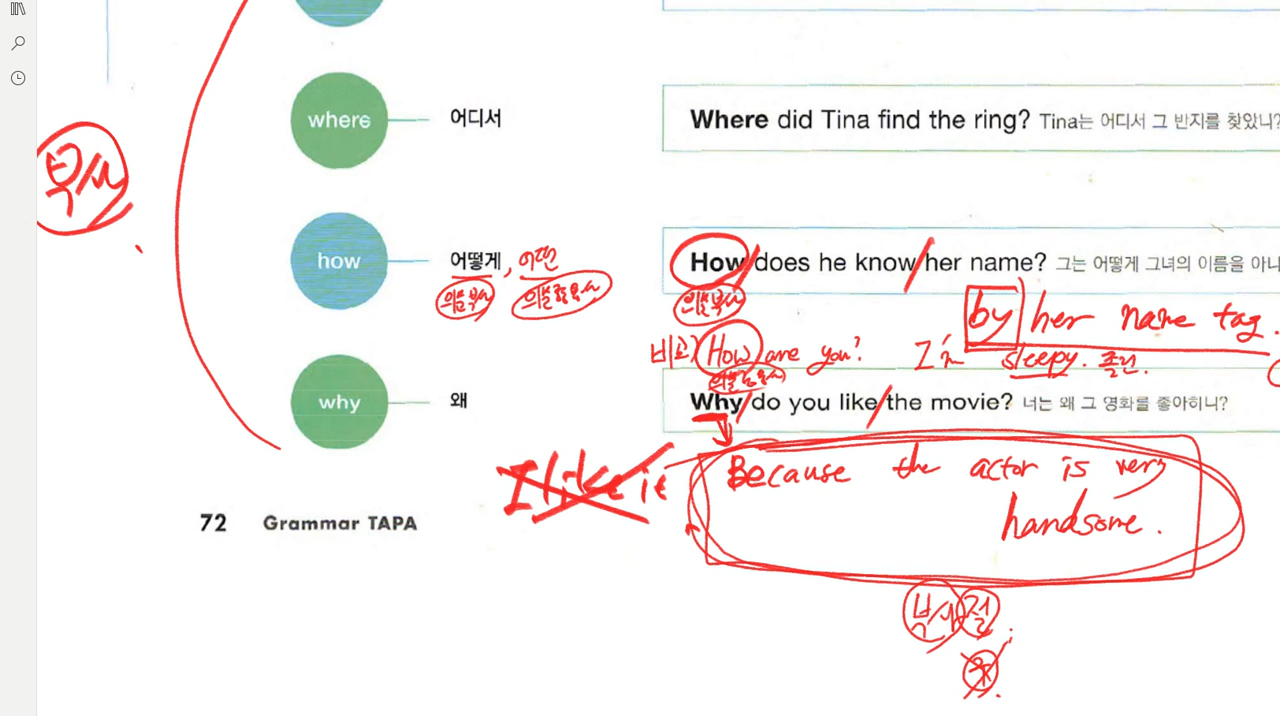 where 어디서 Where did Tina find the ring? Tina는 어디서 그 반지를 찾았니?
부사
how 어떻게, 어떤 How does he know her name? 그는 어떻게 그녀의 이름을 아니
의문부사 의문형용사 의문부사 by her name tag.
비교) How are you? I'm sleepy. 졸린.
의문형용사
why 왜 Why do you like the movie? 너는 왜 그 영화를 좋아하니?
I like it Because the actor is very
handsome.
72 Grammar TAPA
부사절